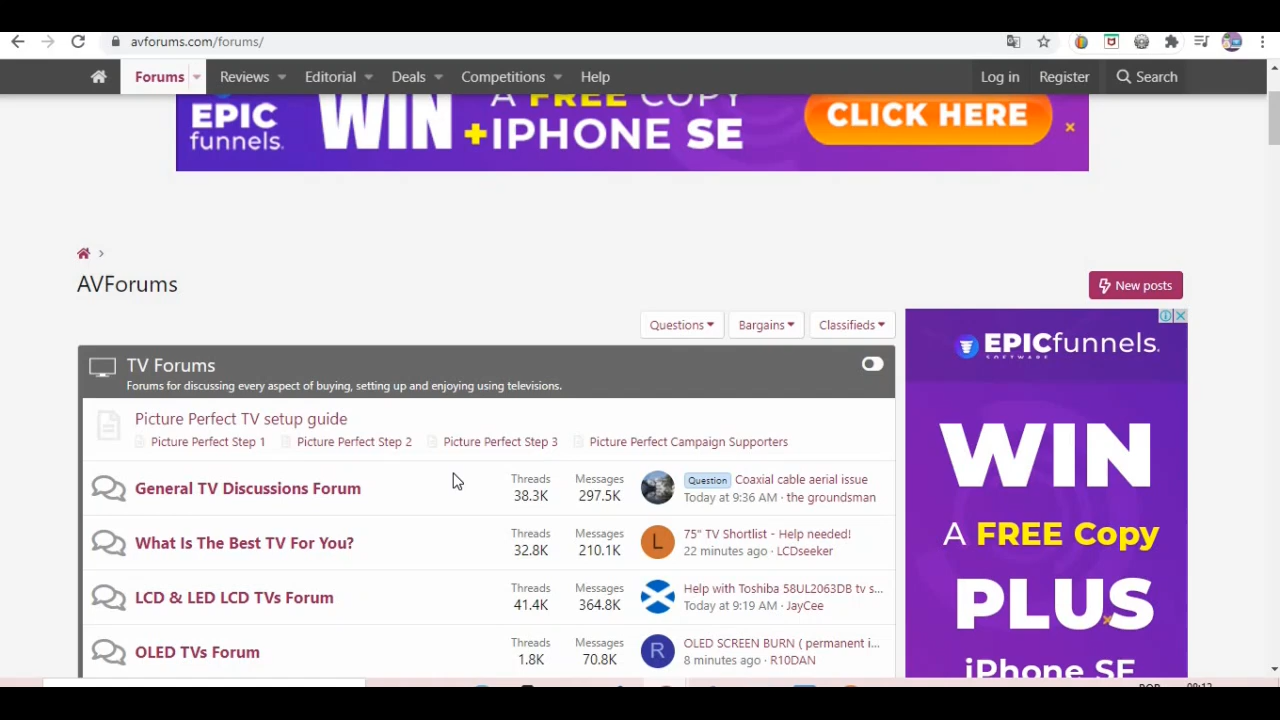 avforums.com/forums/
Forums Reviews Editorial Deals Competitions Help Log in Register Search
EPIC funnels. WIN A FREE COPY +IPHONE SE CLICK HERE
AVForums
New posts
Questions Bargains Classifieds
TV Forums
Forums for discussing every aspect of buying, setting up and enjoying using televisions.
Picture Perfect TV setup guide
Picture Perfect Step 1 Picture Perfect Step 2 Picture Perfect Step 3 Picture Perfect Campaign Supporters
General TV Discussions Forum
Threads
38.3K
Messages
297.5K
Question Coaxial cable aerial issue
Today at 9:36 AM · the groundsman
What Is The Best TV For You?
Threads
32.8K
Messages
210.1K
L
75" TV Shortlist - Help needed!
22 minutes ago · LCDseeker
LCD & LED LCD TVs Forum
Threads
41.4K
Messages
364.8K
Help with Toshiba 58UL2063DB tv s...
Today at 9:19 AM · JayCee
OLED TVs Forum
Threads
1.8K
Messages
70.8K
R
OLED SCREEN BURN ( permanent i...
8 minutes ago · R10DAN
EPICfunnels.
SOFTWARE
WIN
A FREE Copy
PLUS
iPhone SE